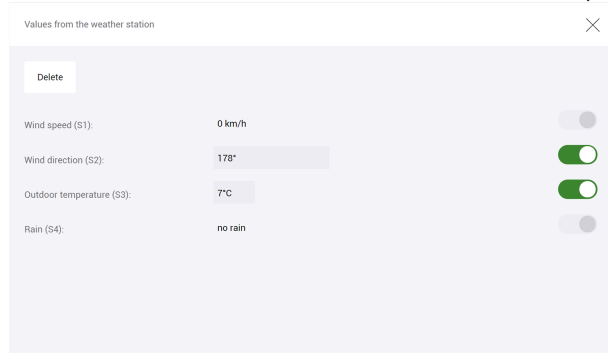 Values from the weather station
Delete
Wind speed (S1): 0 km/h
Wind direction (S2): 178°
Outdoor temperature (S3): 7°C
Rain (S4): no rain